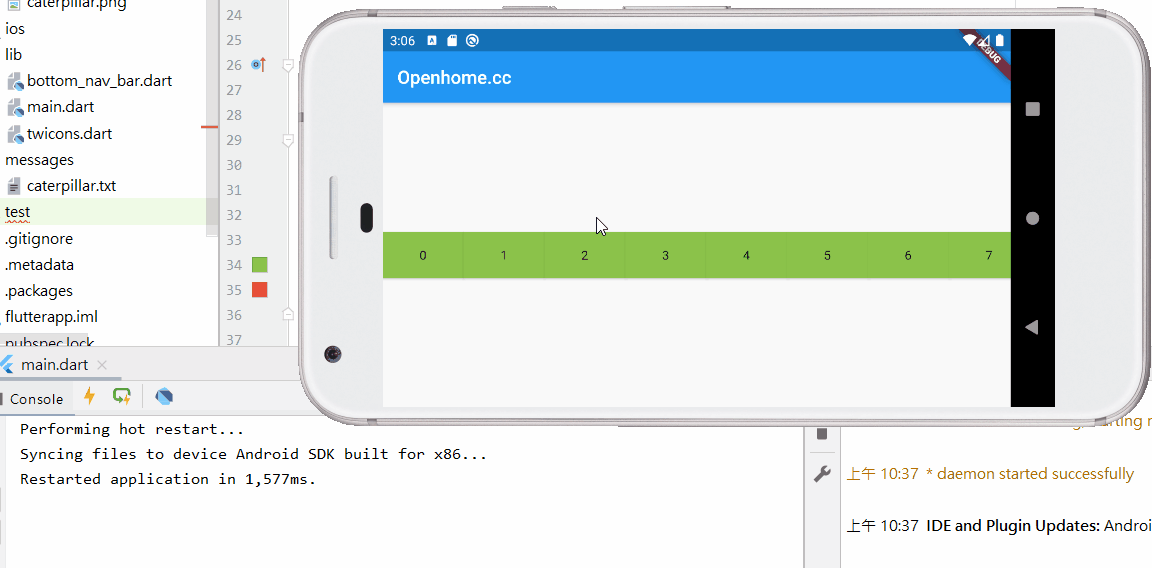 caterpillar.png
ios
lib
bottom_nav_bar.dart
main.dart
twicons.dart
messages
caterpillar.txt
test
.gitignore
.metadata
.packages
flutterapp.iml
pubspec.lock
24
25
26
27
28
29
30
31
32
33
34
35
36
37
3:06
DEBUG
Openhome.cc
0 1 2 3 4 5 6 7
main.dart
Console
Performing hot restart...
Syncing files to device Android SDK built for x86...
Restarted application in 1,577ms.
上午 10:37 * daemon started successfully
上午 10:37 IDE and Plugin Updates: Androi